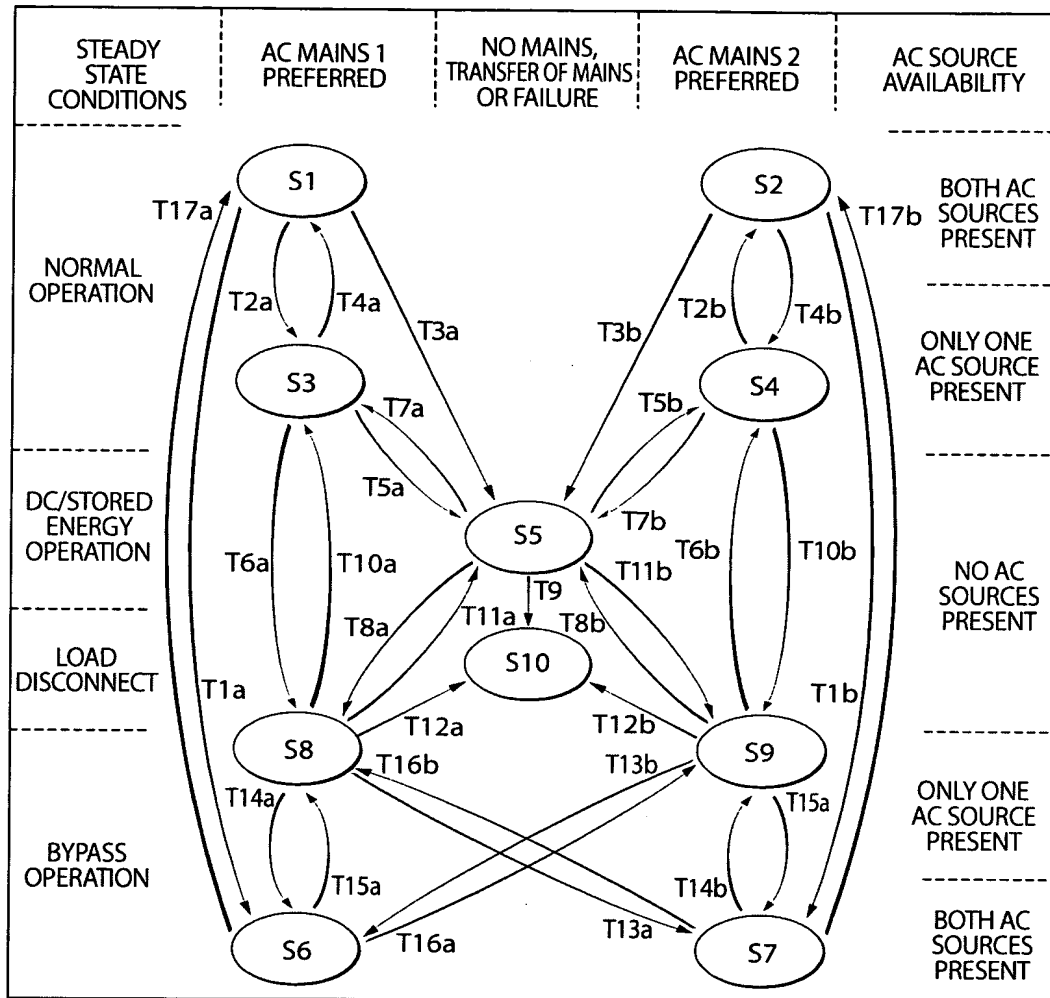 STEADY
STATE
CONDITIONS
AC MAINS 1
PREFERRED
NO MAINS,
TRANSFER OF MAINS
OR FAILURE
AC MAINS 2
PREFERRED
AC SOURCE
AVAILABILITY
S1
S2
T17a
T17b
BOTH AC
SOURCES
PRESENT
NORMAL
OPERATION
T2a
T4a
T3a
T3b
T2b
T4b
ONLY ONE
AC SOURCE
PRESENT
S3
S4
T7a
T5b
T5a
T7b
DC/STORED
ENERGY
OPERATION
S5
T6a
T10a
T9
T11b
T6b
T10b
NO AC
SOURCES
PRESENT
T8a
T11a
T8b
LOAD
DISCONNECT
S10
T1a
T1b
T12a
T12b
S8
S9
T16b
T13b
T14a
T15a
ONLY ONE
AC SOURCE
PRESENT
BYPASS
OPERATION
T15a
T14b
T16a
T13a
S6
S7
BOTH AC
SOURCES
PRESENT